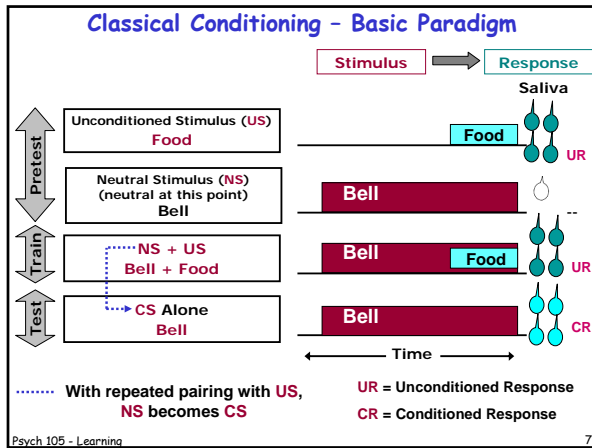 Classical Conditioning – Basic Paradigm
Stimulus
Response
Saliva
Pretest
Unconditioned Stimulus (US)
Food
Food
UR
Neutral Stimulus (NS)
(neutral at this point)
Bell
Bell
--
Train
NS + US
Bell + Food
Bell
Food
UR
Test
CS Alone
Bell
Bell
CR
Time
With repeated pairing with US,
NS becomes CS
UR = Unconditioned Response
CR = Conditioned Response
Psych 105 - Learning
7